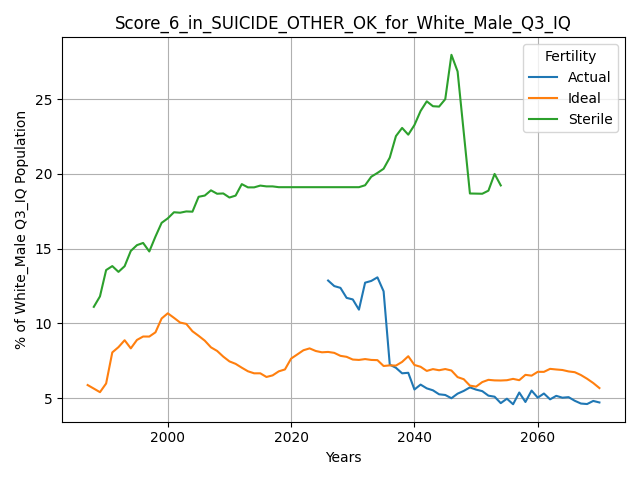 Score_6_in_SUICIDE_OTHER_OK_for_White_Male_Q3_IQ
% of White_Male Q3_IQ Population
25
20
15
10
5
2000
2020
2040
2060
Years
Fertility
Actual
Ideal
Sterile